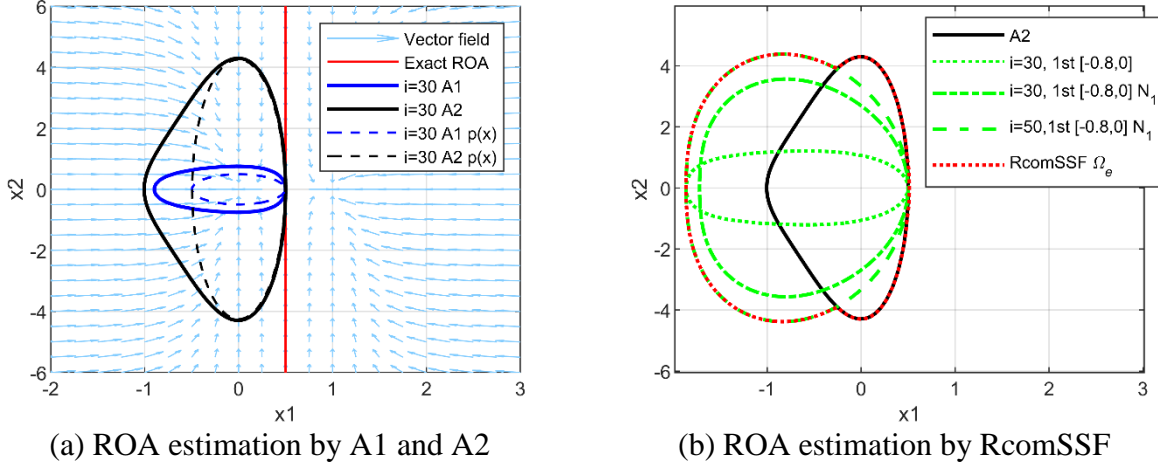 Vector field
Exact ROA
i=30 A1
i=30 A2
i=30 A1 p(x)
i=30 A2 p(x)
x2
6
4
2
0
-2
-4
-6
-2
-1
0
1
2
3
x1
(a) ROA estimation by A1 and A2
A2
i=30, 1st [-0.8,0]
i=30, 1st [-0.8,0] N₁
i=50,1st [-0.8,0] N₁
RcomSSF Ωₑ
x2
6
4
2
0
-2
-4
-6
-1
0
1
2
3
x1
(b) ROA estimation by RcomSSF